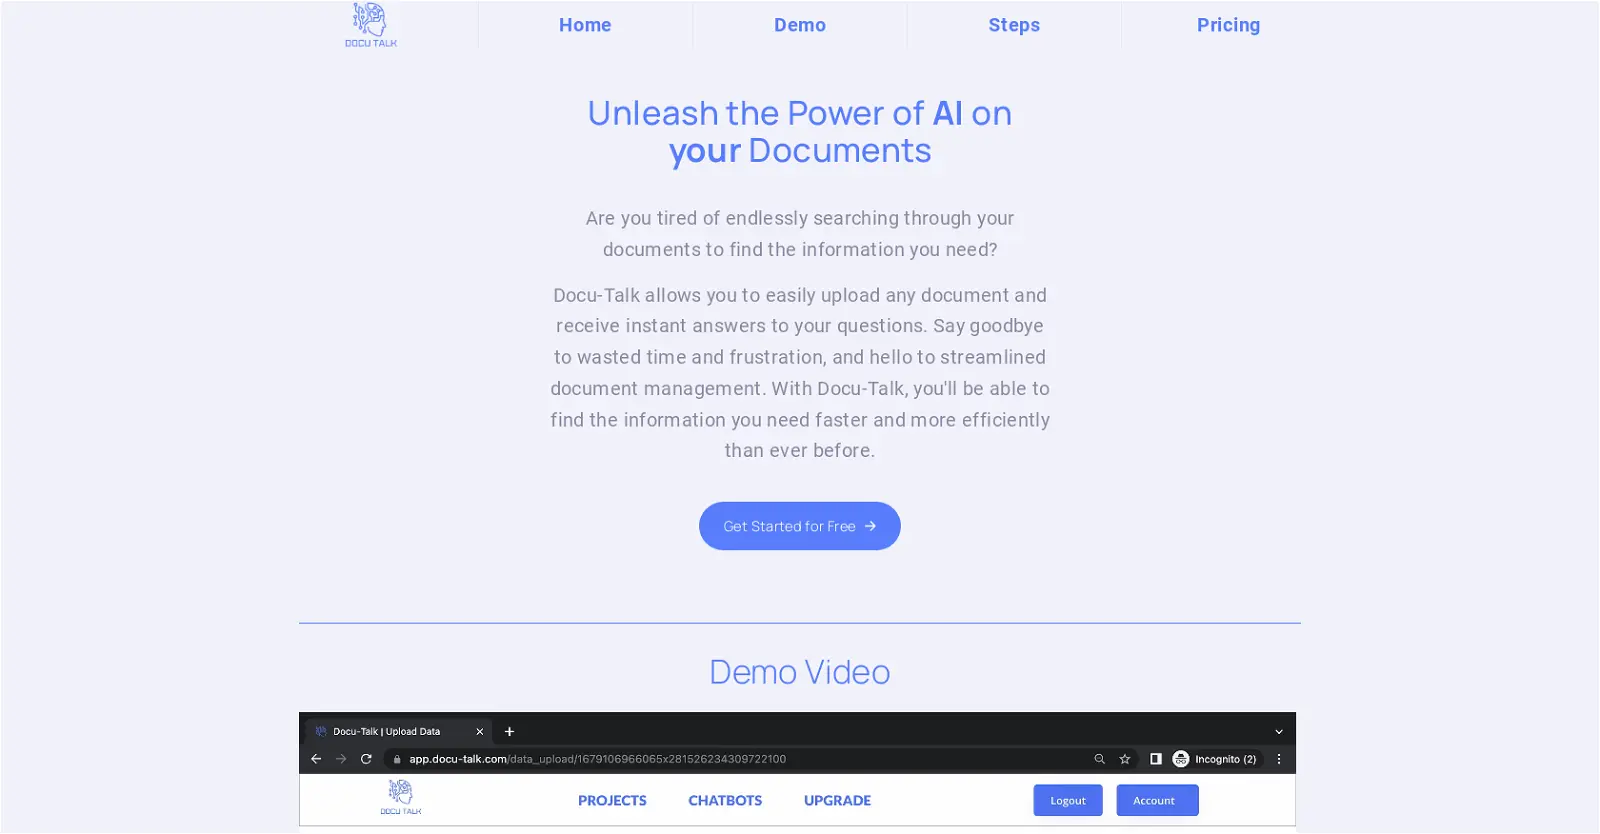 DOCU TALK
Home
Demo
Steps
Pricing
Unleash the Power of AI on
your Documents
Are you tired of endlessly searching through your
documents to find the information you need?
Docu-Talk allows you to easily upload any document and
receive instant answers to your questions. Say goodbye
to wasted time and frustration, and hello to streamlined
document management. With Docu-Talk, you'll be able to
find the information you need faster and more efficiently
than ever before.
Get Started for Free →
Demo Video
Docu-Talk | Upload Data
app.docu-talk.com/data_upload/1679106966065x281526234309722100
Incognito (2)
DOCU TALK
PROJECTS
CHATBOTS
UPGRADE
Logout
Account